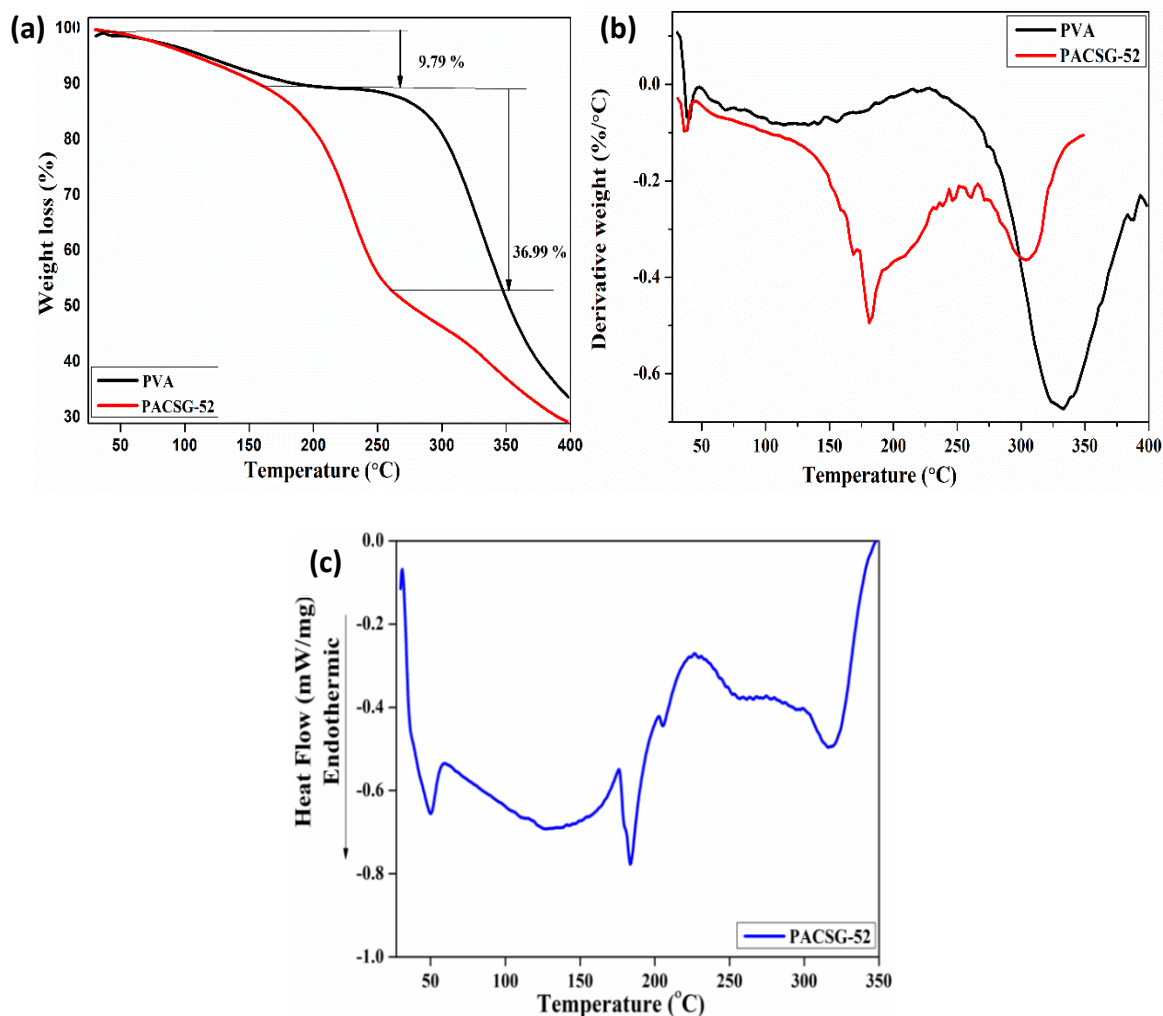 (a)
100
90
80
70
60
50
40
30
Weight loss (%)
9.79 %
36.99 %
PVA
PACSG-52
50 100 150 200 250 300 350 400
Temperature (°C)
(b)
PVA
PACSG-52
0.0
-0.2
-0.4
-0.6
Derivative weight (%/°C)
50 100 150 200 250 300 350 400
Temperature (°C)
(c)
0.0
-0.2
-0.4
-0.6
-0.8
-1.0
Heat Flow (mW/mg)
Endothermic
PACSG-52
50 100 150 200 250 300 350
Temperature (°C)